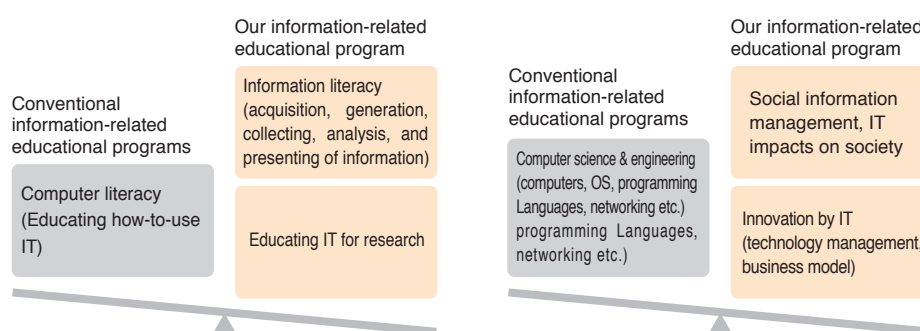 Our information-related
educational program
Conventional
information-related
educational programs
Information literacy
(acquisition, generation,
collecting, analysis, and
presenting of information)
Computer literacy
(Educating how-to-use
IT)
Educating IT for research
Our information-related
educational program
Conventional
information-related
educational programs
Social information
management, IT
impacts on society
Computer science & engineering
(computers, OS, programming
Languages, networking etc.)
programming Languages,
networking etc.)
Innovation by IT
(technology management,
business model)